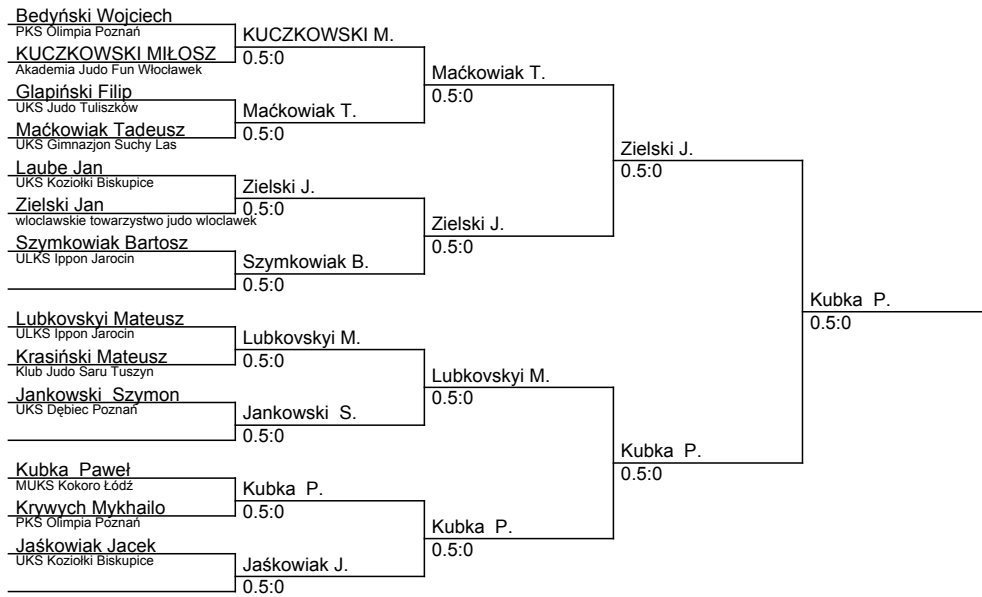 Bedyński Wojciech
PKS Olimpia Poznań
KUCZKOWSKI MIŁOSZ
Akademia Judo Fun Włocławek
Glapiński Filip
UKS Judo Tuliszków
Maćkowiak Tadeusz
UKS Gimnazjon Suchy Las
Laube Jan
UKS Koziołki Biskupice
Zielski Jan
wloclawskie towarzystwo judo wloclawek
Szymkowiak Bartosz
ULKS Ippon Jarocin
Lubkovskyi Mateusz
ULKS Ippon Jarocin
Krasiński Mateusz
Klub Judo Saru Tuszyn
Jankowski  Szymon
UKS Dębiec Poznań
Kubka  Paweł
MUKS Kokoro Łódź
Krywych Mykhailo
PKS Olimpia Poznań
Jaśkowiak Jacek
UKS Koziołki Biskupice
KUCZKOWSKI M.
0.5:0
Maćkowiak T.
0.5:0
Zielski J.
0.5:0
Szymkowiak B.
0.5:0
Lubkovskyi M.
0.5:0
Jankowski  S.
0.5:0
Kubka  P.
0.5:0
Jaśkowiak J.
0.5:0
Maćkowiak T.
0.5:0
Zielski J.
0.5:0
Lubkovskyi M.
0.5:0
Kubka  P.
0.5:0
Zielski J.
0.5:0
Kubka  P.
0.5:0
Kubka  P.
0.5:0